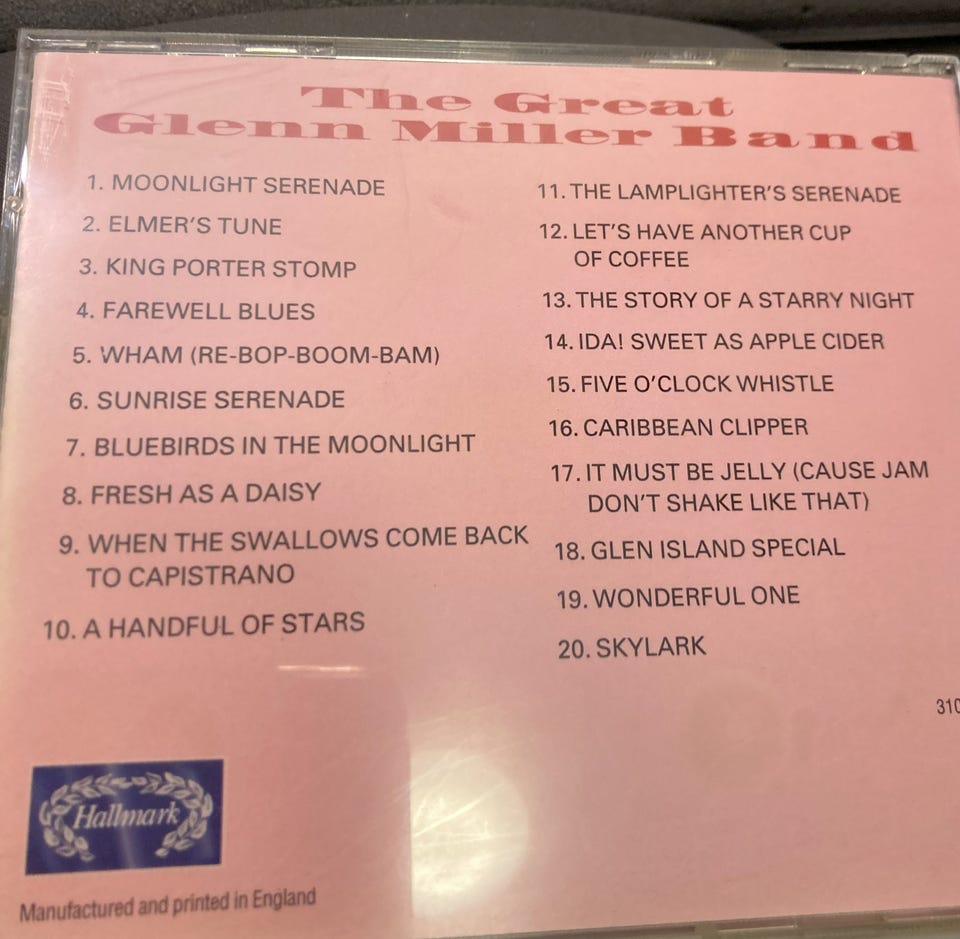 The Great
Glenn Miller Band
1. MOONLIGHT SERENADE
2. ELMER'S TUNE
3. KING PORTER STOMP
4. FAREWELL BLUES
5. WHAM (RE-BOP-BOOM-BAM)
6. SUNRISE SERENADE
7. BLUEBIRDS IN THE MOONLIGHT
8. FRESH AS A DAISY
9. WHEN THE SWALLOWS COME BACK
TO CAPISTRANO
10. A HANDFUL OF STARS
11. THE LAMPLIGHTER'S SERENADE
12. LET'S HAVE ANOTHER CUP
OF COFFEE
13. THE STORY OF A STARRY NIGHT
14. IDA! SWEET AS APPLE CIDER
15. FIVE O'CLOCK WHISTLE
16. CARIBBEAN CLIPPER
17. IT MUST BE JELLY (CAUSE JAM
DON'T SHAKE LIKE THAT)
18. GLEN ISLAND SPECIAL
19. WONDERFUL ONE
20. SKYLARK
310
Hallmark
Manufactured and printed in England